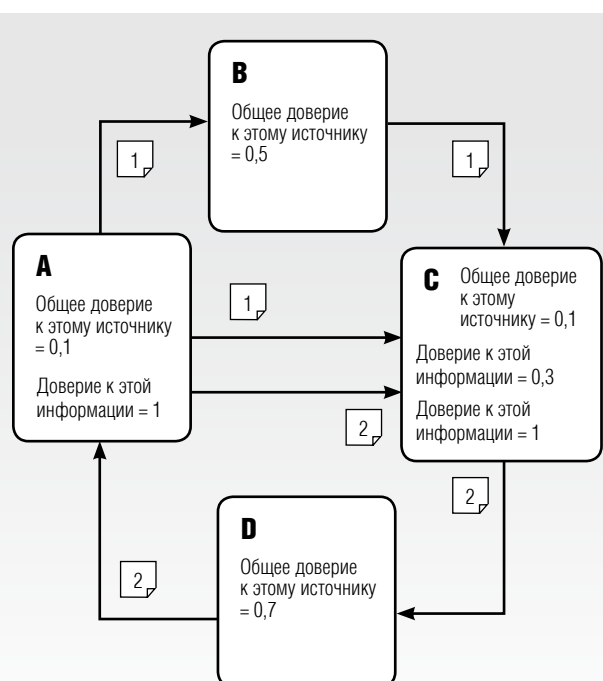 B
Общее доверие
к этому источнику
= 0,5
1
1
A
Общее доверие
к этому источнику
= 0,1
Доверие к этой
информации = 1
1
2
C Общее доверие
к этому
источнику = 0,1
Доверие к этой
информации = 0,3
Доверие к этой
информации = 1
2
2
D
Общее доверие
к этому источнику
= 0,7